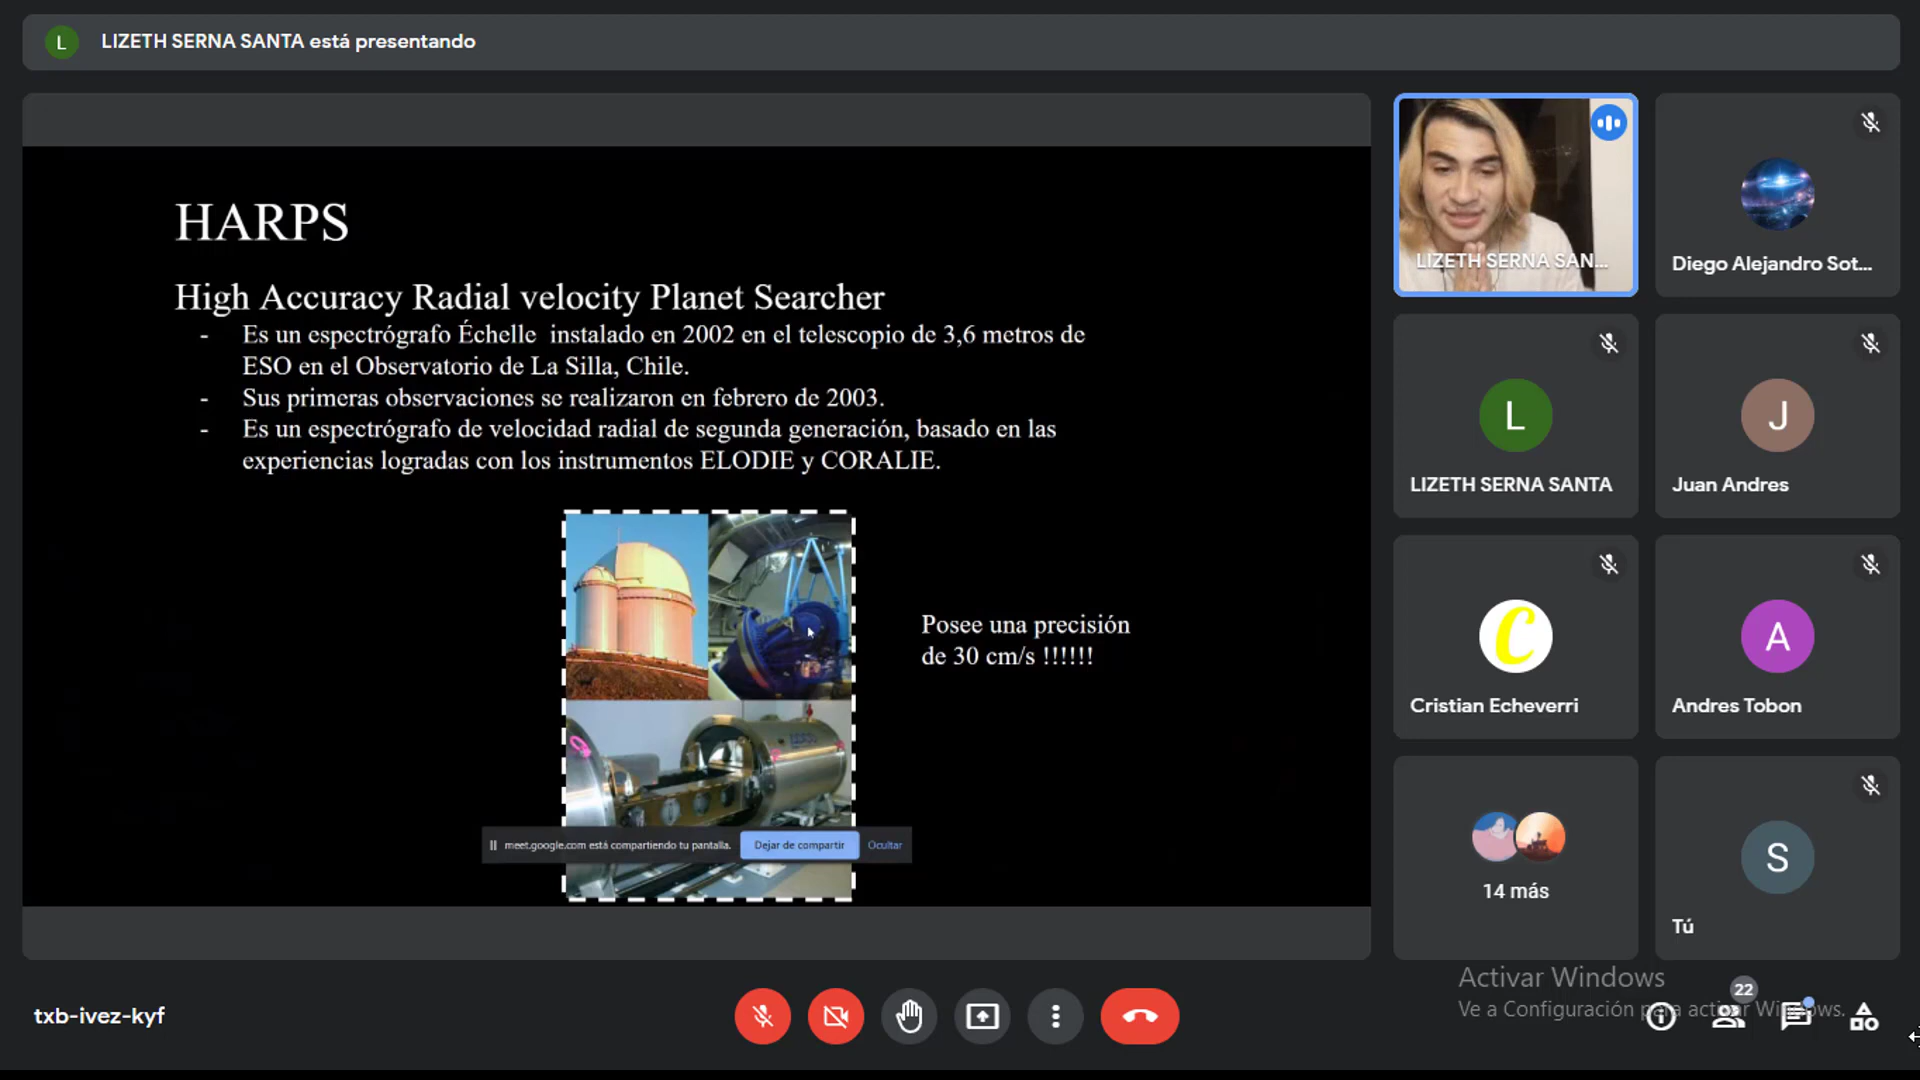 L LIZETH SERNA SANTA está presentando
HARPS
High Accuracy Radial velocity Planet Searcher
- Es un espectrógrafo Échelle instalado en 2002 en el telescopio de 3,6 metros de
ESO en el Observatorio de La Silla, Chile.
- Sus primeras observaciones se realizaron en febrero de 2003.
- Es un espectrógrafo de velocidad radial de segunda generación, basado en las
experiencias logradas con los instrumentos ELODIE y CORALIE.
Posee una precisión
de 30 cm/s !!!!!!
meet.google.com está compartiendo tu pantalla. Dejar de compartir Ocultar
LIZETH SERNA SAN...
Diego Alejandro Sot...
L
LIZETH SERNA SANTA
J
Juan Andres
C
Cristian Echeverri
A
Andres Tobon
14 más
S
Tú
txb-ivez-kyf
Activar Windows
Ve a Configuración para activar Windows.
22